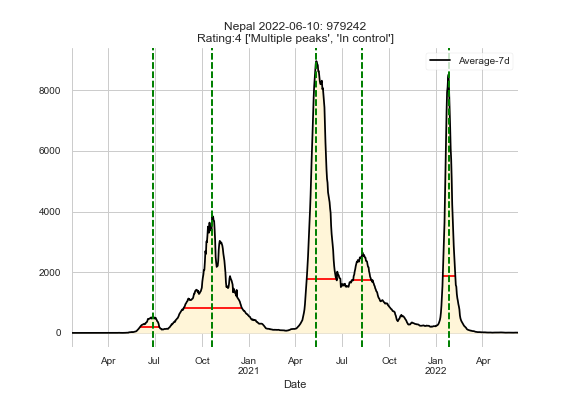 Nepal 2022-06-10: 979242
Rating:4 ['Multiple peaks', 'In control']
Average-7d
8000
6000
4000
2000
0
Apr Jul Oct Jan Apr Jul Oct Jan Apr
2021 2022
Date